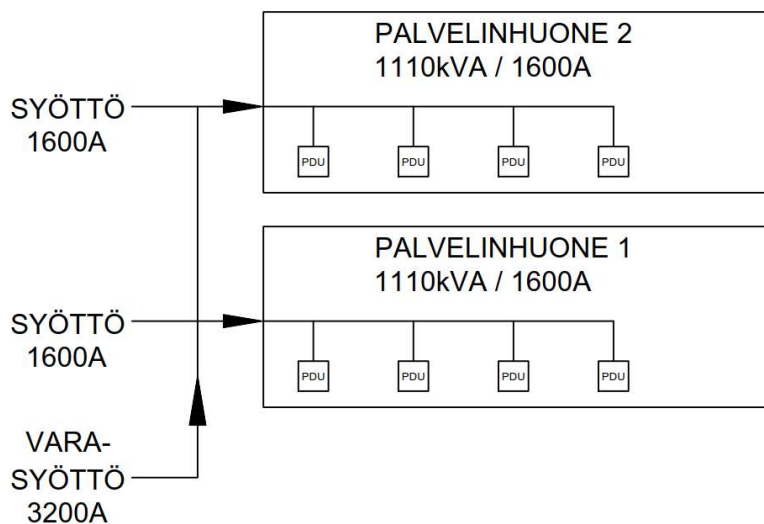 PALVELINHUONE 2
1110kVA / 1600A
SYÖTTÖ
1600A
PDU PDU PDU PDU
PALVELINHUONE 1
1110kVA / 1600A
SYÖTTÖ
1600A
PDU PDU PDU PDU
VARA-
SYÖTTÖ
3200A